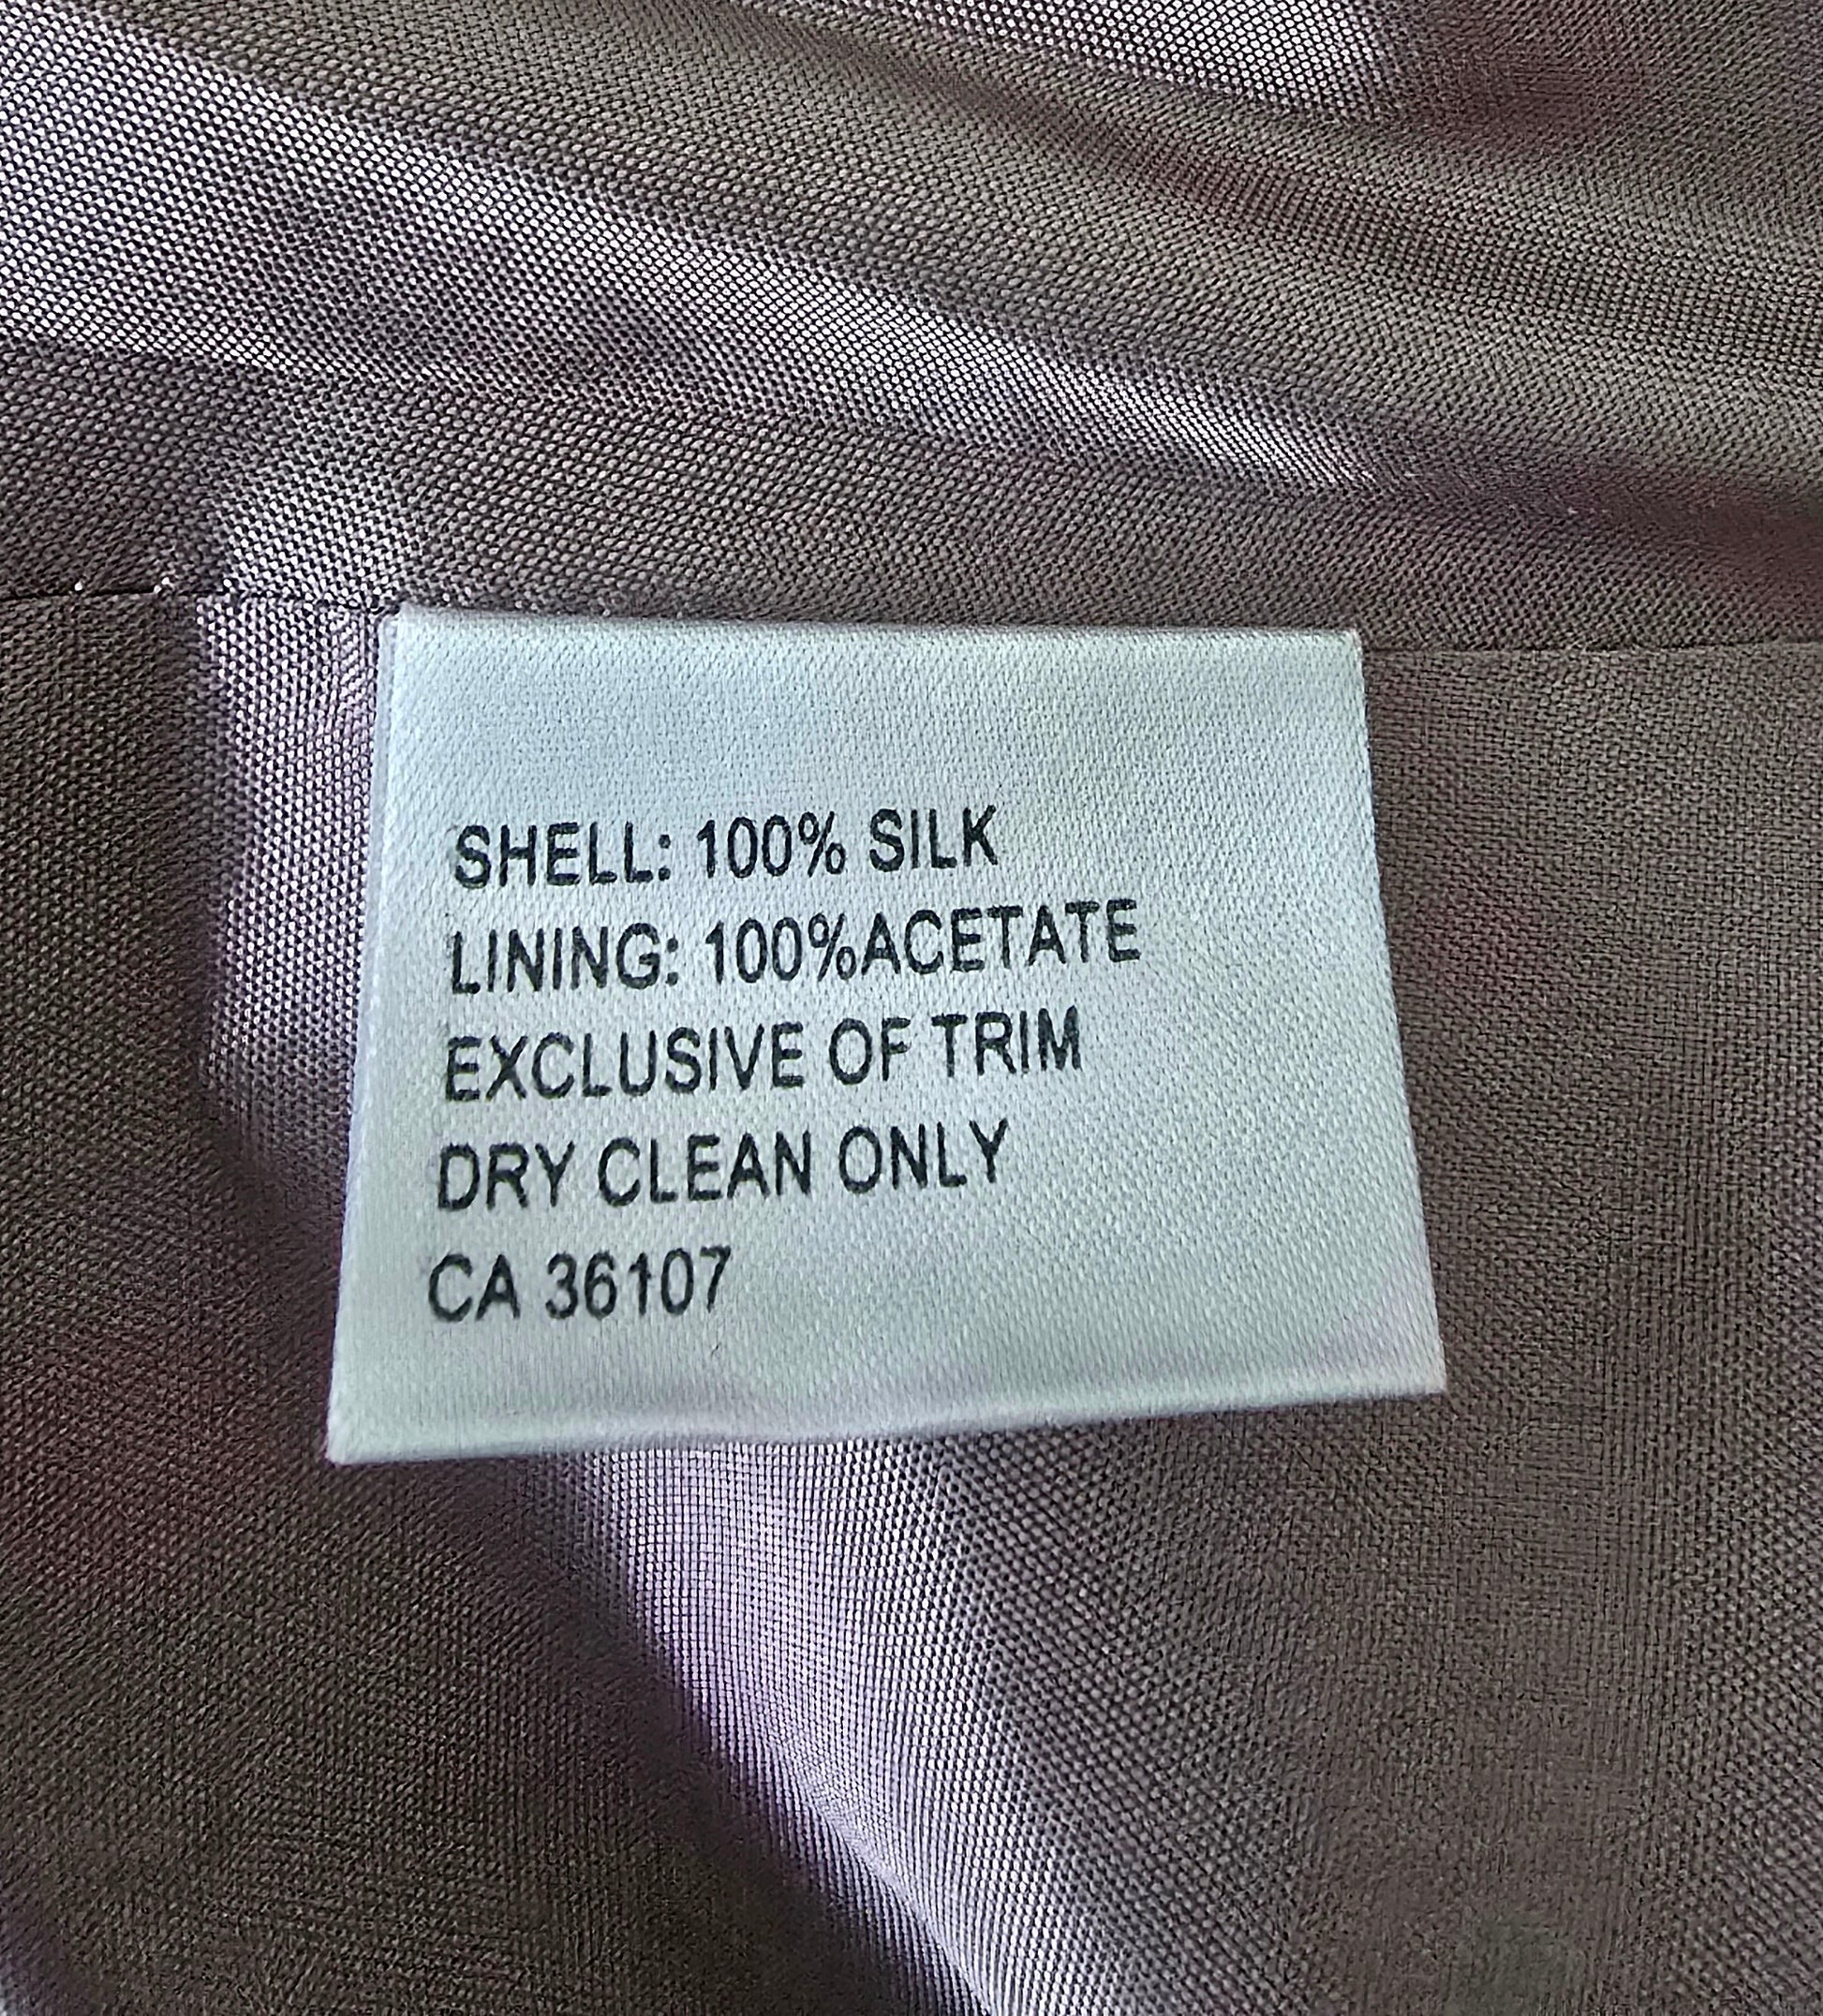 SHELL: 100% SILK
LINING: 100%ACETATE
EXCLUSIVE OF TRIM
DRY CLEAN ONLY
CA 36107